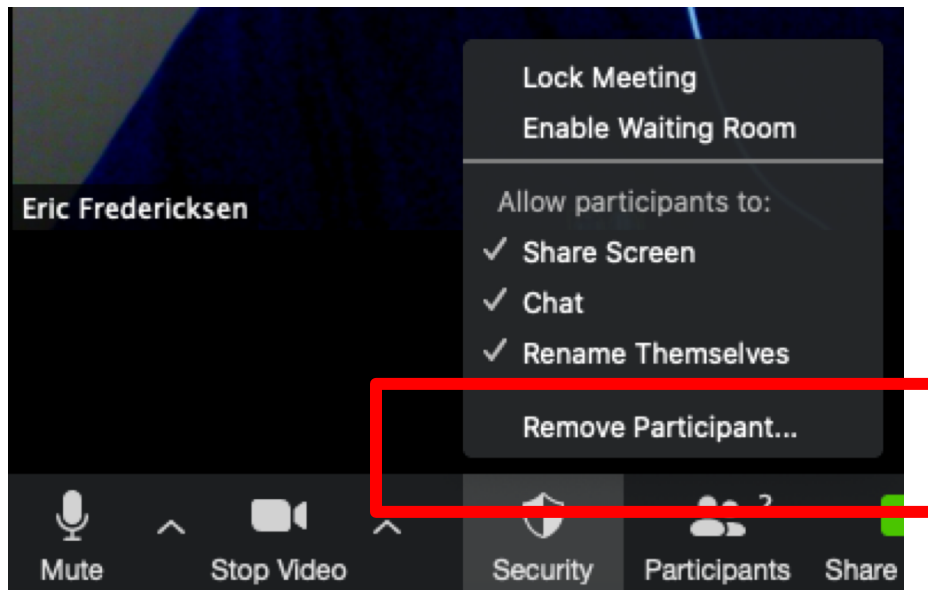 Lock Meeting
Enable Waiting Room
Eric Fredericksen
Allow participants to:
Share Screen
Chat
Rename Themselves
Remove Participant...
2
Mute
Stop Video
Security
Participants
Share